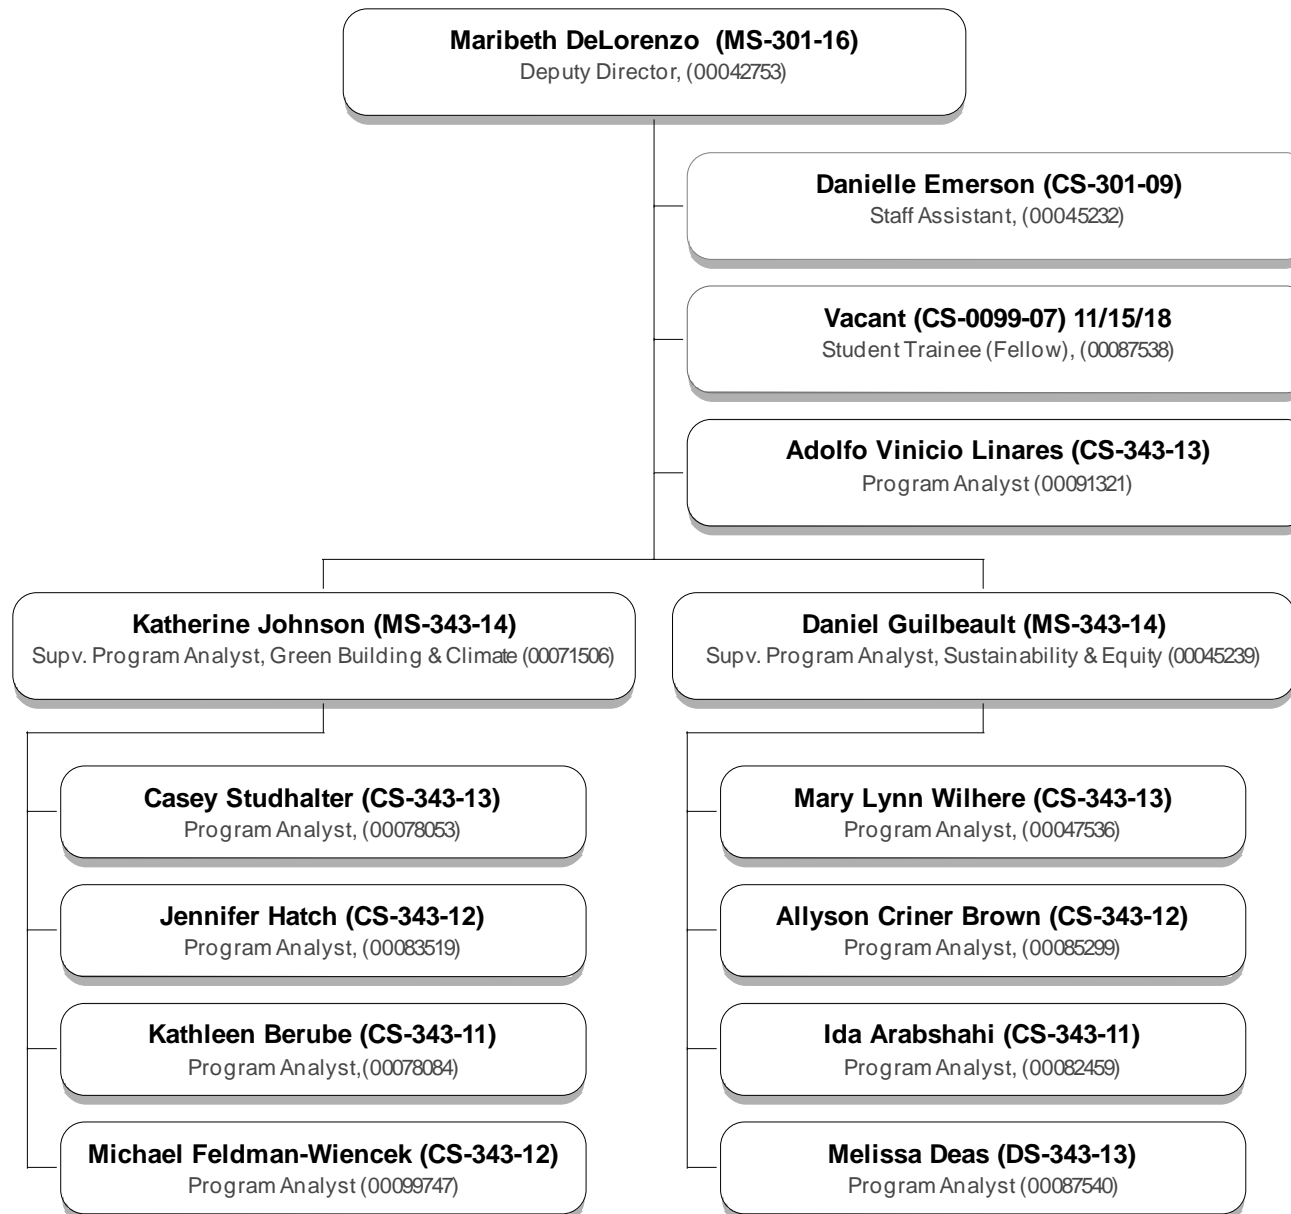 Maribeth DeLorenzo  (MS-301-16)
Deputy Director, (00042753)
Danielle Emerson (CS-301-09)
Staff Assistant, (00045232)
Vacant (CS-0099-07) 11/15/18
Student Trainee (Fellow), (00087538)
Adolfo Vinicio Linares (CS-343-13)
Program Analyst (00091321)
Katherine Johnson (MS-343-14)
Supv. Program Analyst, Green Building & Climate (00071506)
Daniel Guilbeault (MS-343-14)
Supv. Program Analyst, Sustainability & Equity (00045239)
Casey Studhalter (CS-343-13)
Program Analyst, (00078053)
Jennifer Hatch (CS-343-12)
Program Analyst, (00083519)
Kathleen Berube (CS-343-11)
Program Analyst,(00078084)
Michael Feldman-Wiencek (CS-343-12)
Program Analyst (00099747)
Mary Lynn Wilhere (CS-343-13)
Program Analyst, (00047536)
Allyson Criner Brown (CS-343-12)
Program Analyst, (00085299)
Ida Arabshahi (CS-343-11)
Program Analyst, (00082459)
Melissa Deas (DS-343-13)
Program Analyst (00087540)